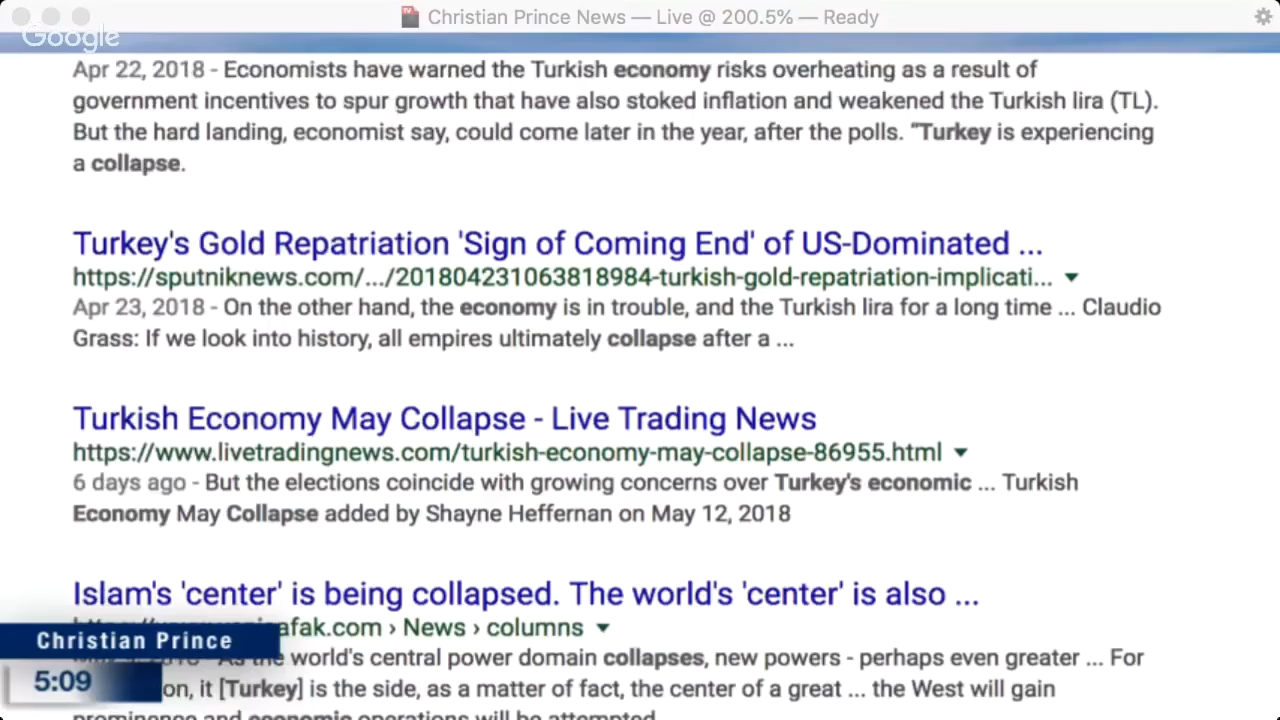 Christian Prince News — Live @ 200.5% — Ready
Google
Apr 22, 2018 - Economists have warned the Turkish economy risks overheating as a result of
government incentives to spur growth that have also stoked inflation and weakened the Turkish lira (TL).
But the hard landing, economist say, could come later in the year, after the polls. "Turkey is experiencing
a collapse.
Turkey's Gold Repatriation 'Sign of Coming End' of US-Dominated ...
https://sputniknews.com/.../201804231063818984-turkish-gold-repatriation-implicati...
Apr 23, 2018 - On the other hand, the economy is in trouble, and the Turkish lira for a long time ... Claudio
Grass: If we look into history, all empires ultimately collapse after a ...
Turkish Economy May Collapse - Live Trading News
https://www.livetradingnews.com/turkish-economy-may-collapse-86955.html
6 days ago - But the elections coincide with growing concerns over Turkey's economic ... Turkish
Economy May Collapse added by Shayne Heffernan on May 12, 2018
Islam's 'center' is being collapsed. The world's 'center' is also ...
afak.com › News › columns
Christian Prince
As the world's central power domain collapses, new powers - perhaps even greater ... For
5:09
on, it [Turkey] is the side, as a matter of fact, the center of a great ... the West will gain
prominence and economic operations will be attempted